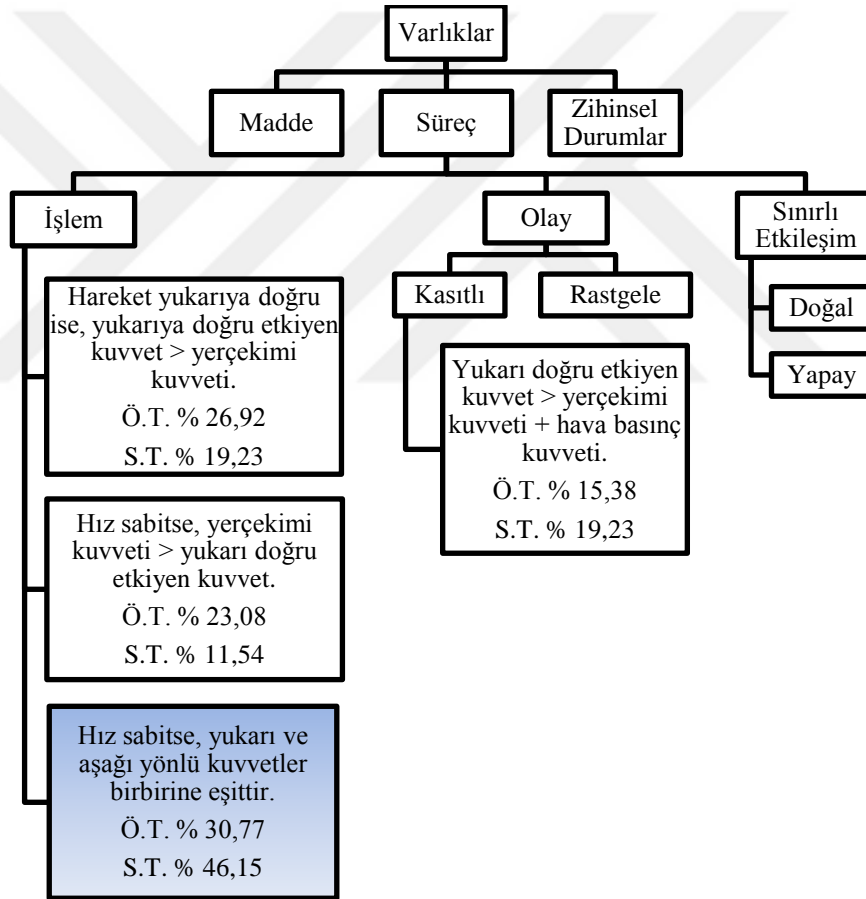 Varlıklar
Madde
Süreç
Zihinsel
Durumlar
İşlem
Olay
Sınırlı
Etkileşim
Hareket yukarıya doğru
ise, yukarıya doğru etkiyen
kuvvet > yerçekimi
kuvveti.
Ö.T. % 26,92
S.T. % 19,23
Hız sabitse, yerçekimi
kuvveti > yukarı doğru
etkiyen kuvvet.
Ö.T. % 23,08
S.T. % 11,54
Hız sabitse, yukarı ve
aşağı yönlü kuvvetler
birbirine eşittir.
Ö.T. % 30,77
S.T. % 46,15
Kasıtlı
Rastgele
Yukarı doğru etkiyen
kuvvet > yerçekimi
kuvveti + hava basınç
kuvveti.
Ö.T. % 15,38
S.T. % 19,23
Doğal
Yapay